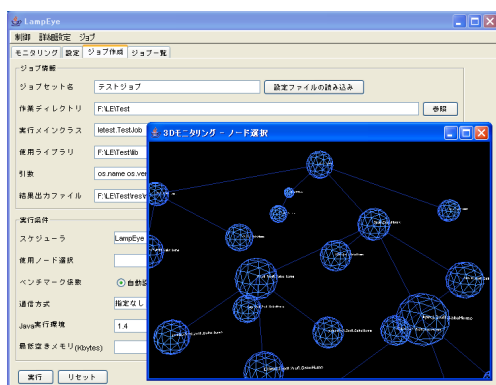 LampEye
制御 詳細設定 ジョブ
モニタリング 設定 ジョブ作成 ジョブ一覧
ジョブ情報
ジョブセット名 テストジョブ 設定ファイルの読み込み
作業ディレクトリ F:\LE\Test 参照
実行メインクラス letest.TestJob
使用ライブラリ F:\LE\Test\lib
引数 os.name os.ver
結果出力ファイル F:\LE\Test\res\r
3Dモニタリング - ノード選択
実行条件
スケジューラ LampEye
使用ノード選択
ベンチマーク係数 自動
通信方式 指定なし
Java実行環境 1.4
最低空きメモリ(Kbytes)
実行 リセット